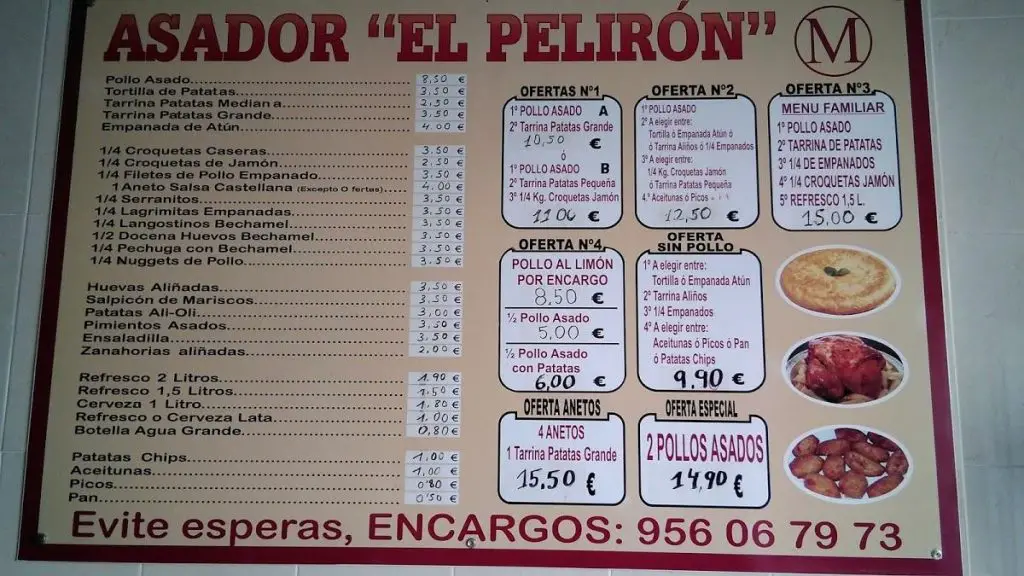 ASADOR "EL PELIRÓN" M
Pollo Asado........ 8,50 €
Tortilla de Patatas........ 3,50 €
Tarrina Patatas Mediana........ 2,50 €
Tarrina Patatas Grande........ 3,50 €
Empanada de Atún........ 4.00 €
1/4 Croquetas Caseras........ 3.50 €
1/4 Croquetas de Jamón........ 2,50 €
1/4 Filetes de Pollo Empanado........ 3,50 €
1 Aneto Salsa Castellana (Excepto O fertas)........ 4.00 €
1/4 Serranitos........ 3,50 €
1/4 Lagrimitas Empanadas........ 3,50 €
1/4 Langostinos Bechamel........ 3,50 €
1/2 Docena Huevos Bechamel........ 3,50 €
1/4 Pechuga con Bechamel........ 3,50 €
1/4 Nuggets de Pollo........ 3,50 €
Huevas Aliñadas........ 3,50 €
Salpicón de Mariscos........ 3,50 €
Patatas Ali-Oli........ 3,00 €
Pimientos Asados........ 3,50 €
Ensaladilla........ 3,50 €
Zanahorias aliñadas........ 2,00 €
Refresco 2 Litros........ 1,90 €
Refresco 1,5 Litros........ 1,50 €
Cerveza 1 Litro........ 1,80 €
Refresco o Cerveza Lata........ 1,00 €
Botella Agua Grande........ 0,80 €
Patatas Chips........ 1,00 €
Aceitunas........ 1,00 €
Picos........ 0'80 €
Pan........ 0'50 €
OFERTAS Nº1
1º POLLO ASADO A
2º Tarrina Patatas Grande
10,50 €
ó
1º POLLO ASADO B
2º Tarrina Patatas Pequeña
3º 1/4 Kg. Croquetas Jamón
11 00 €
OFERTA Nº2
1º POLLO ASADO
2º A elegir entre:
Tortilla ó Empanada Atún ó
ó Tarrina Aliños ó 1/4 Empanados
3º A elegir entre:
1/4 Kg. Croquetas Jamón
ó Tarrina Patatas Pequeña
4.º Aceitunas ó Picos
12,50 €
OFERTA Nº3
MENU FAMILIAR
1º POLLO ASADO
2º TARRINA DE PATATAS
3º 1/4 DE EMPANADOS
4º 1/4 CROQUETAS JAMÓN
5º REFRESCO 1,5 L.
15,00 €
OFERTA Nº4
POLLO AL LIMÓN
POR ENCARGO
8.50 €
½ Pollo Asado
5,00 €
½ Pollo Asado
con Patatas
6,00 €
OFERTA
SIN POLLO
1º A elegir entre:
Tortilla ó Empanada Atún
2º Tarrina Aliños
3º 1/4 Empanados
4º A elegir entre:
Aceitunas ó Picos ó Pan
ó Patatas Chips
9,90 €
OFERTA ANETOS
4 ANETOS
1 Tarrina Patatas Grande
15,50 €
OFERTA ESPECIAL
2 POLLOS ASADOS
14,90 €
Evite esperas, ENCARGOS: 956 06 79 73